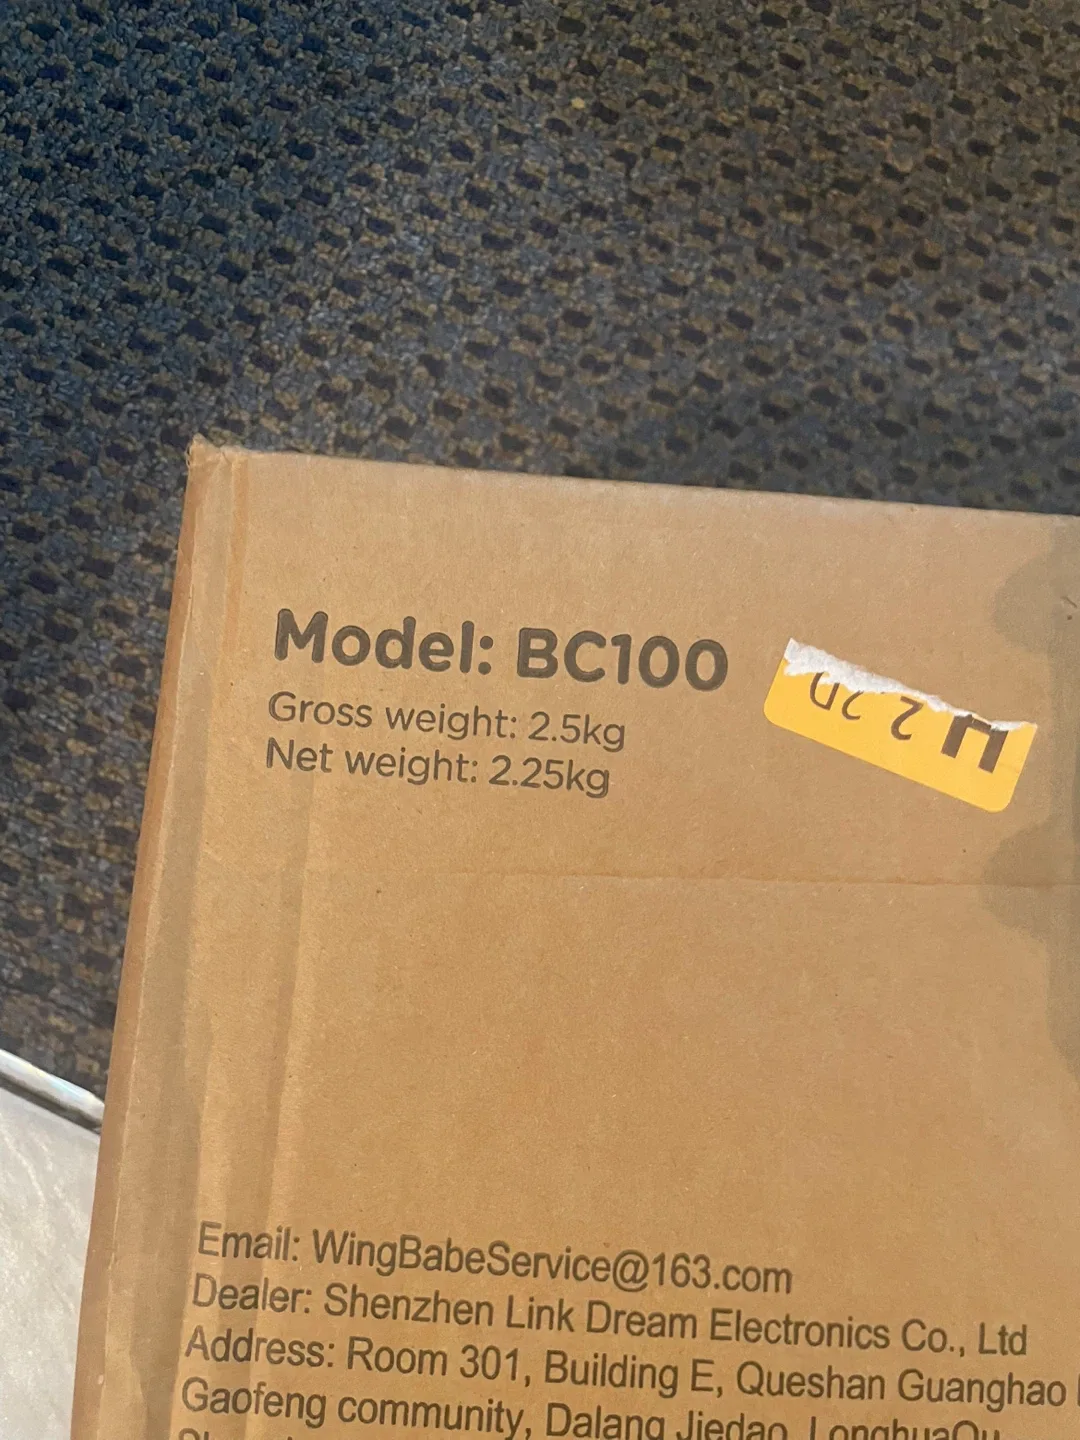 Model: BC100
Gross weight: 2.5kg
Net weight: 2.25kg
Email: WingBabeService@163.com
Dealer: Shenzhen Link Dream Electronics Co., Ltd
Address: Room 301, Building E, Queshan Guanghao
Gaofeng community, Dalang Jiedao, LonghuaQu,